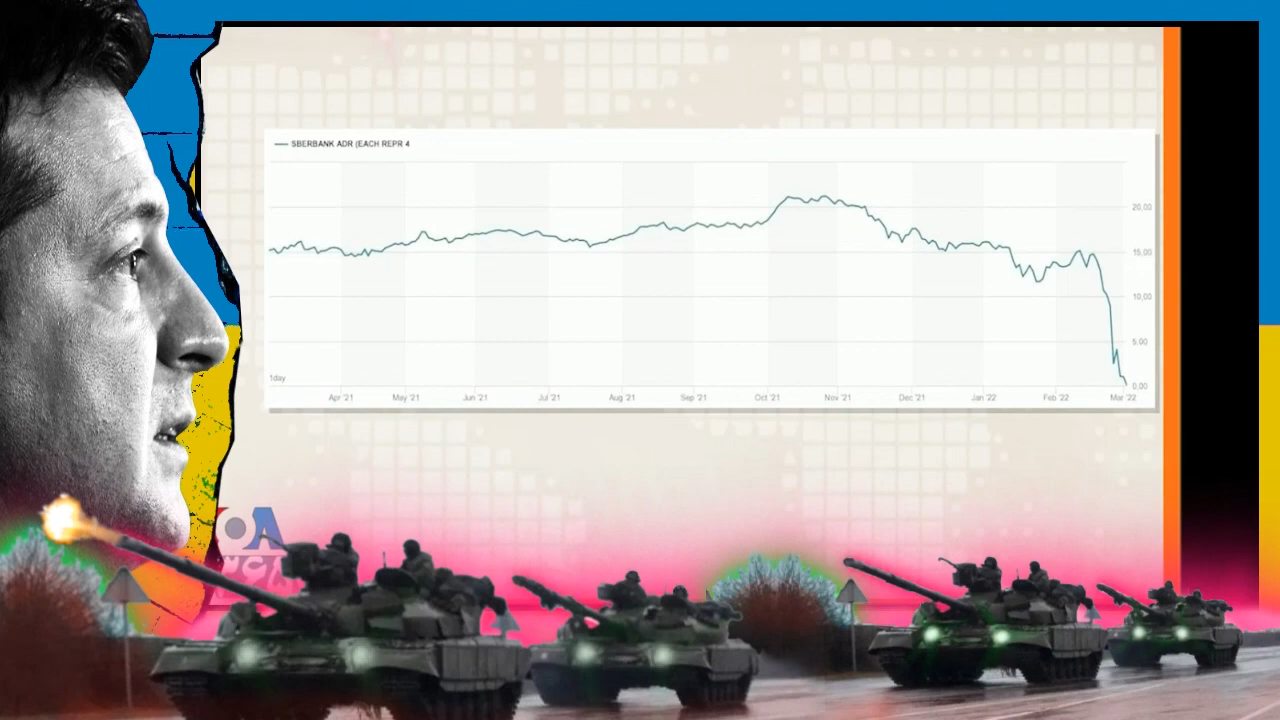 SBERBANK ADR (EACH REPR 4
20,00
15,00
10,00
5,00
0,00
1day
Apr '21
May '21
Jun '21
Jul '21
Aug '21
Sep '21
Oct '21
Nov '21
Dec '21
Jan '22
Feb '22
Mar '22